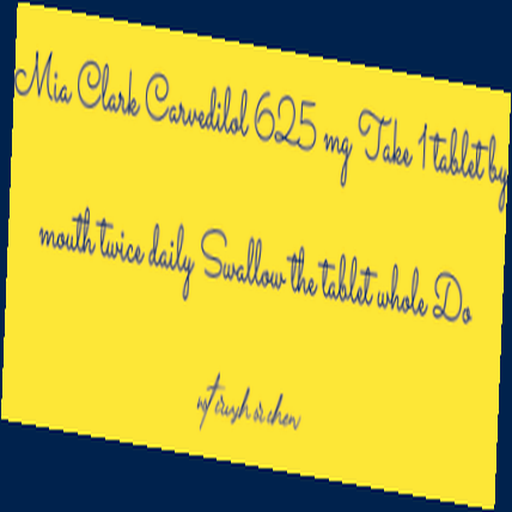 Mia Clark Carvedilol 625 mg Take 1 tablet by
mouth twice daily Swallow the tablet whole Do
not crush or chew